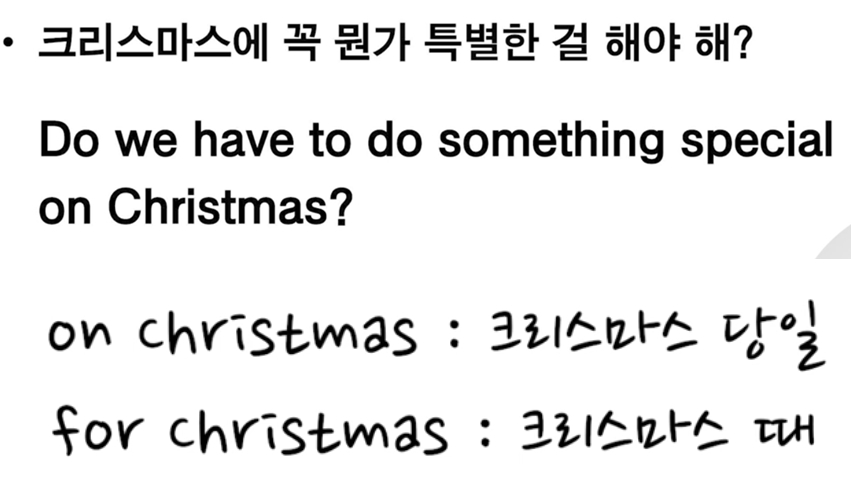 • 크리스마스에 꼭 뭔가 특별한 걸 해야 해?
Do we have to do something special
on Christmas?
on christmas : 크리스마스 당일
for christmas : 크리스마스 때